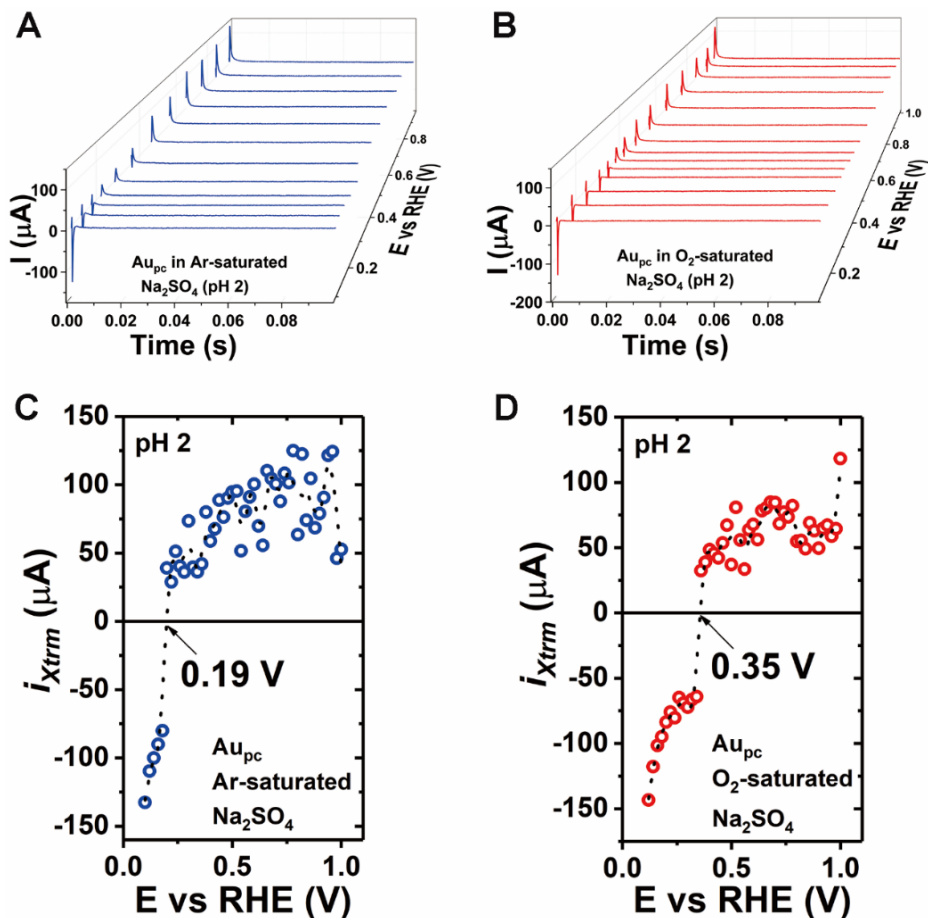 A
I (μA)
100
50
0
-50
-100
Au_pc in Ar-saturated
Na₂SO₄ (pH 2)
0.00 0.02 0.04 0.06 0.08
Time (s)
0.2
0.4
0.6
0.8
E vs RHE (V)
B
I (μA)
100
50
0
-50
-100
-200
Au_pc in O₂-saturated
Na₂SO₄ (pH 2)
0.00 0.02 0.04 0.06 0.08
Time (s)
0.2
0.4
0.6
0.8
1.0
E vs RHE (V)
C
i_Xtrm (μA)
150
100
50
0
-50
-100
-150
pH 2
0.19 V
Au_pc
Ar-saturated
Na₂SO₄
0.0 0.5 1.0
E vs RHE (V)
D
i_Xtrm (μA)
150
100
50
0
-50
-100
-150
pH 2
0.35 V
Au_pc
O₂-saturated
Na₂SO₄
0.0 0.5 1.0
E vs RHE (V)